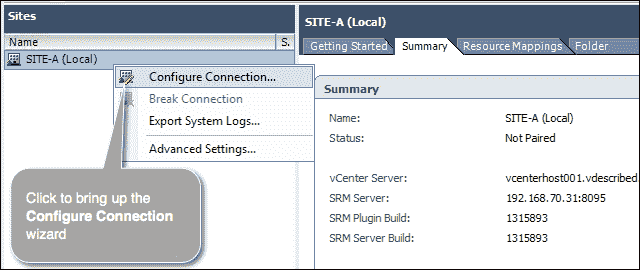 Sites
Name S.
SITE-A (Local)
Configure Connection...
Break Connection
Export System Logs...
Advanced Settings...
Click to bring up the
Configure Connection
wizard
SITE-A (Local)
Getting Started Summary Resource Mappings Folder
Summary
Name: SITE-A (Local)
Status: Not Paired
vCenter Server: vcenterhost001.vdescribed
SRM Server: 192.168.70.31:8095
SRM Plugin Build: 1315893
SRM Server Build: 1315893